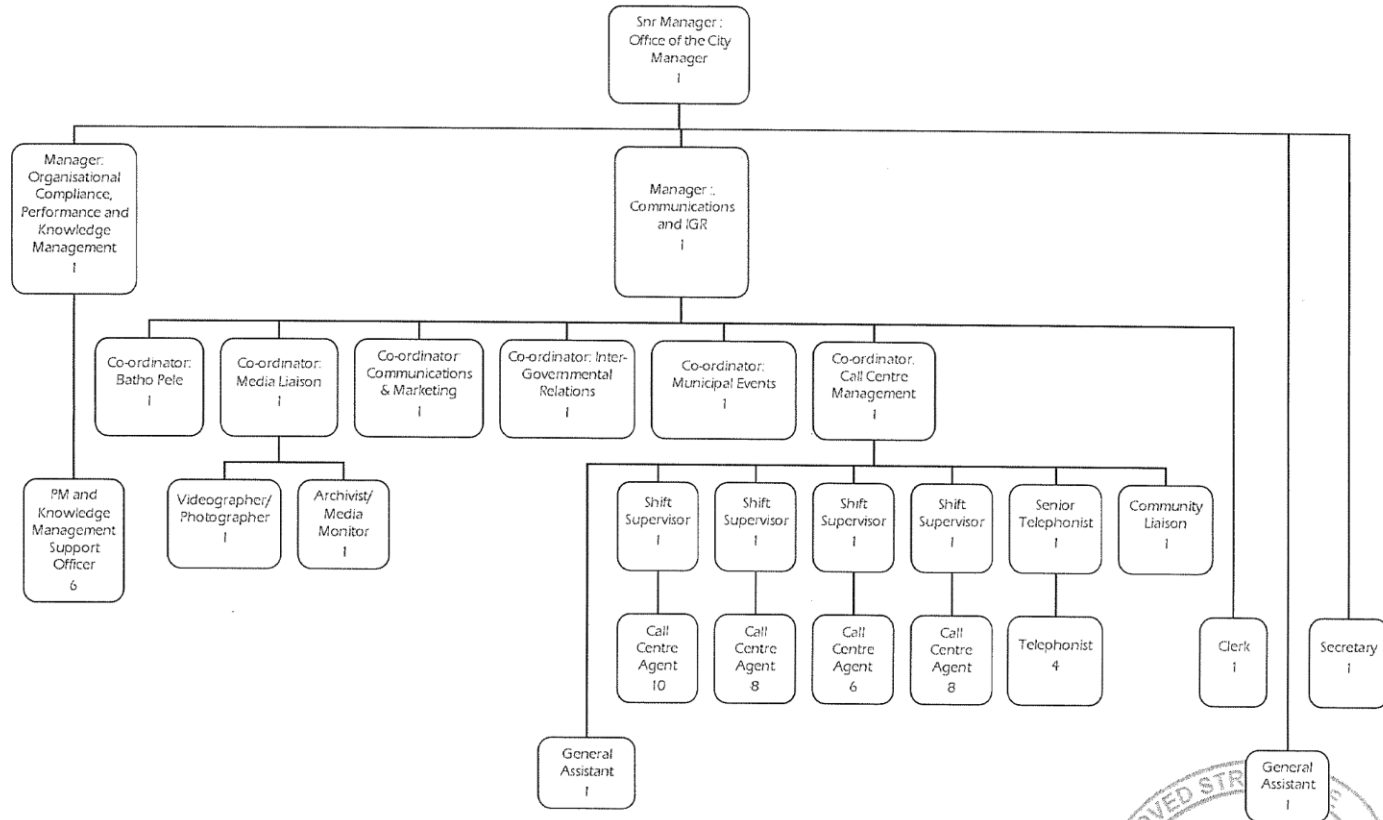 Snr Manager :
Office of the City
Manager
1
Manager:
Organisational
Compliance,
Performance and
Knowledge
Management
1
Manager :.
Communications
and IGR
1
Co-ordinator:
Batho Pele
1
Co-ordinator:
Media Liaison
1
Co-ordinator
Communications
& Marketing
1
Co-ordinator: Inter-
Governmental
Relations
1
Co-ordinator:
Municipal Events
1
Co-ordinator.
Call Centre
Management
1
PM and
Knowledge
Management
Support
Officer
6
Videographer/
Photographer
1
Archivist/
Media
Monitor
1
Shift
Supervisor
1
Shift
Supervisor
1
Shift
Supervisor
1
Shift
Supervisor
1
Senior
Telephonist
1
Community
Liaison
1
Call
Centre
Agent
10
Call
Centre
Agent
8
Call
Centre
Agent
6
Call
Centre
Agent
8
Telephonist
4
Clerk
1
Secretary
1
General
Assistant
1
General
Assistant
1